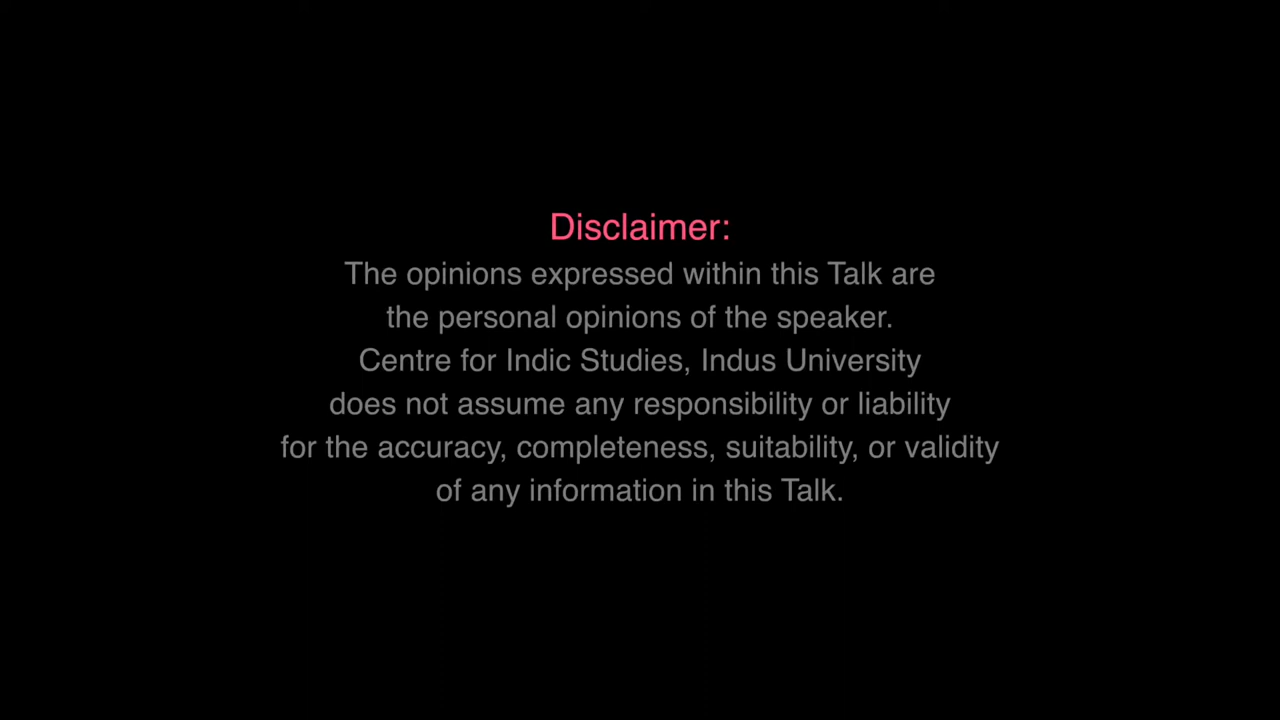 Disclaimer:
The opinions expressed within this Talk are
the personal opinions of the speaker.
Centre for Indic Studies, Indus University
does not assume any responsibility or liability
for the accuracy, completeness, suitability, or validity
of any information in this Talk.